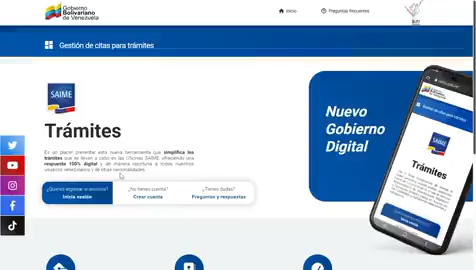 Gobierno
Bolivariano
de Venezuela
Inicio
Preguntas frecuentes
Gestión de citas para trámites
SAIME
Trámites
Es un placer presentar esta nueva herramienta que simplifica los
trámites que se llevan a cabo en las Oficinas SAIME, ofreciendo una
respuesta 100% digital y de manera oportuna a todos nuestros
usuarios venezolanos y de otras nacionalidades.
¿Quieres ingresar al servicio?
Inicia sesión
¿No tienes cuenta?
Crear cuenta
¿Tienes dudas?
Preguntas y respuestas
Nuevo
Gobierno
Digital
SAIME
Trámites